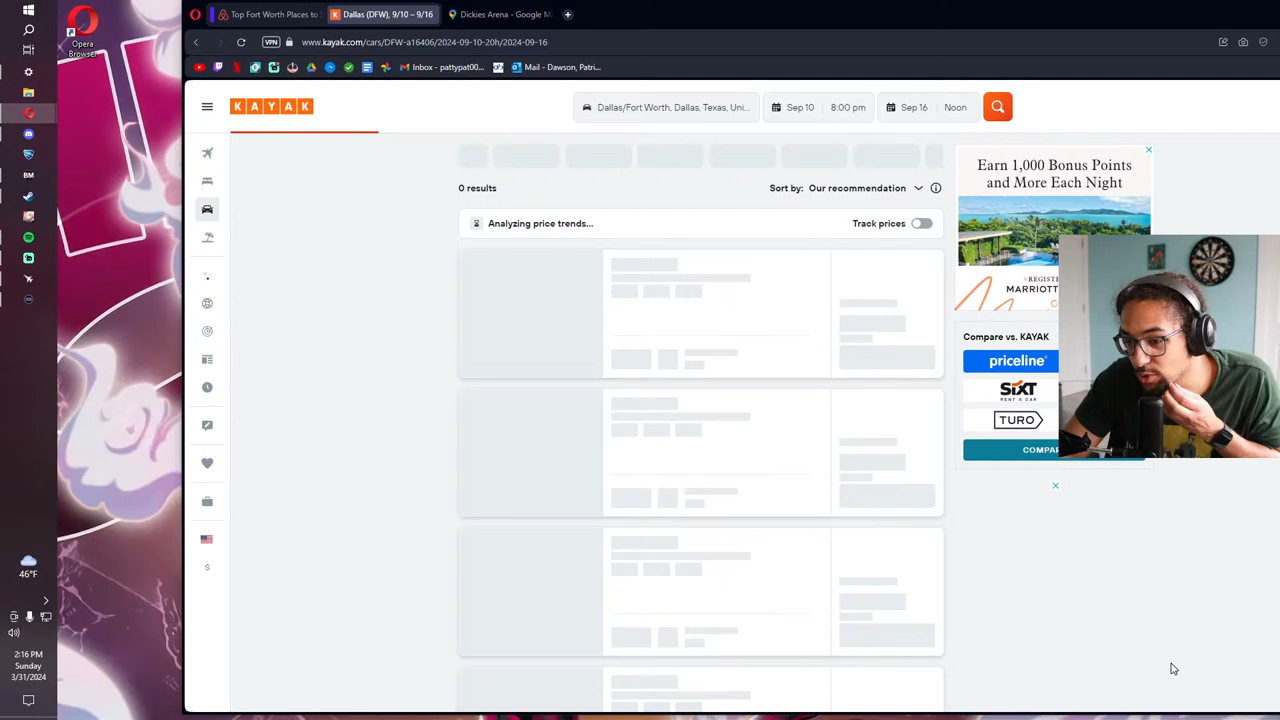 Opera
Browser
Top Fort Worth Places to
Dallas (DFW), 9/10 – 9/16
Dickies Arena - Google M
VPN
www.kayak.com/cars/DFW-a16406/2024-09-10-20h/2024-09-16
Inbox - pattypat00...
Mail - Dawson, Patri...
KAYAK
Dallas/Fort Worth, Dallas, Texas, Uni...
Sep 10
8:00 pm
Sep 16
Noon
0 results
Sort by: Our recommendation
Analyzing price trends...
Track prices
Earn 1,000 Bonus Points
and More Each Night
REGISTE
MARRIOTT
Compare vs. KAYAK
priceline
SIXT
RENT A CAR
TURO
COMPAR
BM
$
46°F
2:16 PM
Sunday
3/31/2024